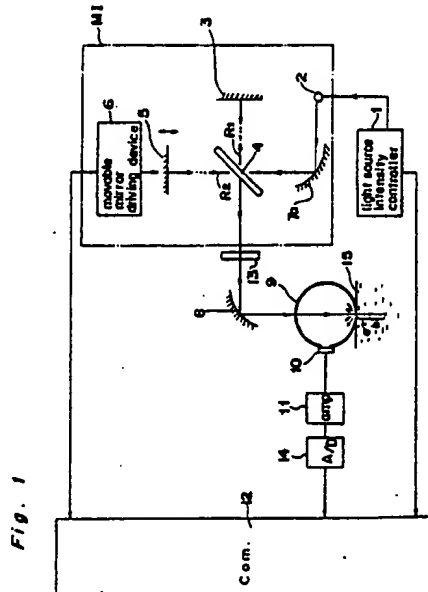 Fig. 1
MI
6
movable
mirror
driving device
5
3
R1
R2
4
2
7a
1
light source
intensity
controller
13
8
9
15
10
11
amp
14
A/D
12
Com.